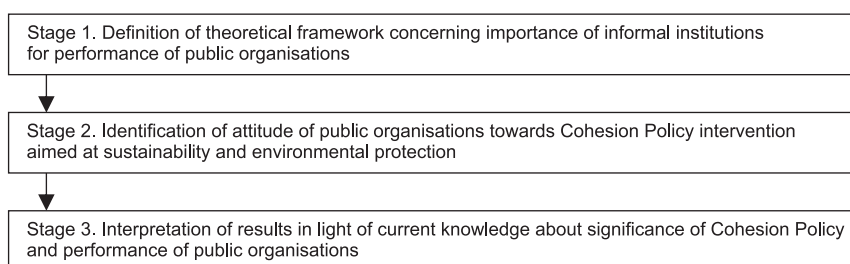 Stage 1. Definition of theoretical framework concerning importance of informal institutions
for performance of public organisations
Stage 2. Identification of attitude of public organisations towards Cohesion Policy intervention
aimed at sustainability and environmental protection
Stage 3. Interpretation of results in light of current knowledge about significance of Cohesion Policy
and performance of public organisations